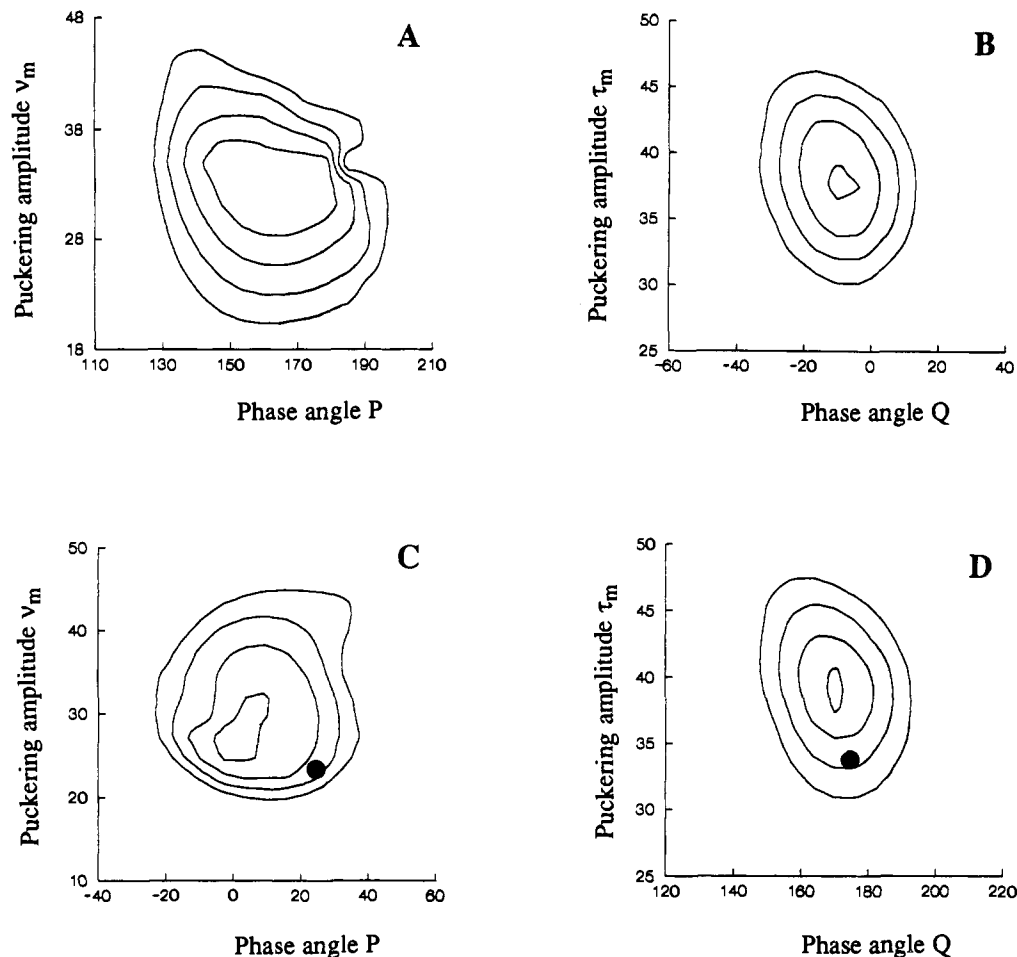 A
Puckering amplitude νm
48
38
28
18
110 130 150 170 190 210
Phase angle P
B
Puckering amplitude τm
50
45
40
35
30
25
−60 −40 −20 0 20 40
Phase angle Q
C
Puckering amplitude νm
50
40
30
20
10
−40 −20 0 20 40 60
Phase angle P
D
Puckering amplitude τm
50
45
40
35
30
25
120 140 160 180 200 220
Phase angle Q